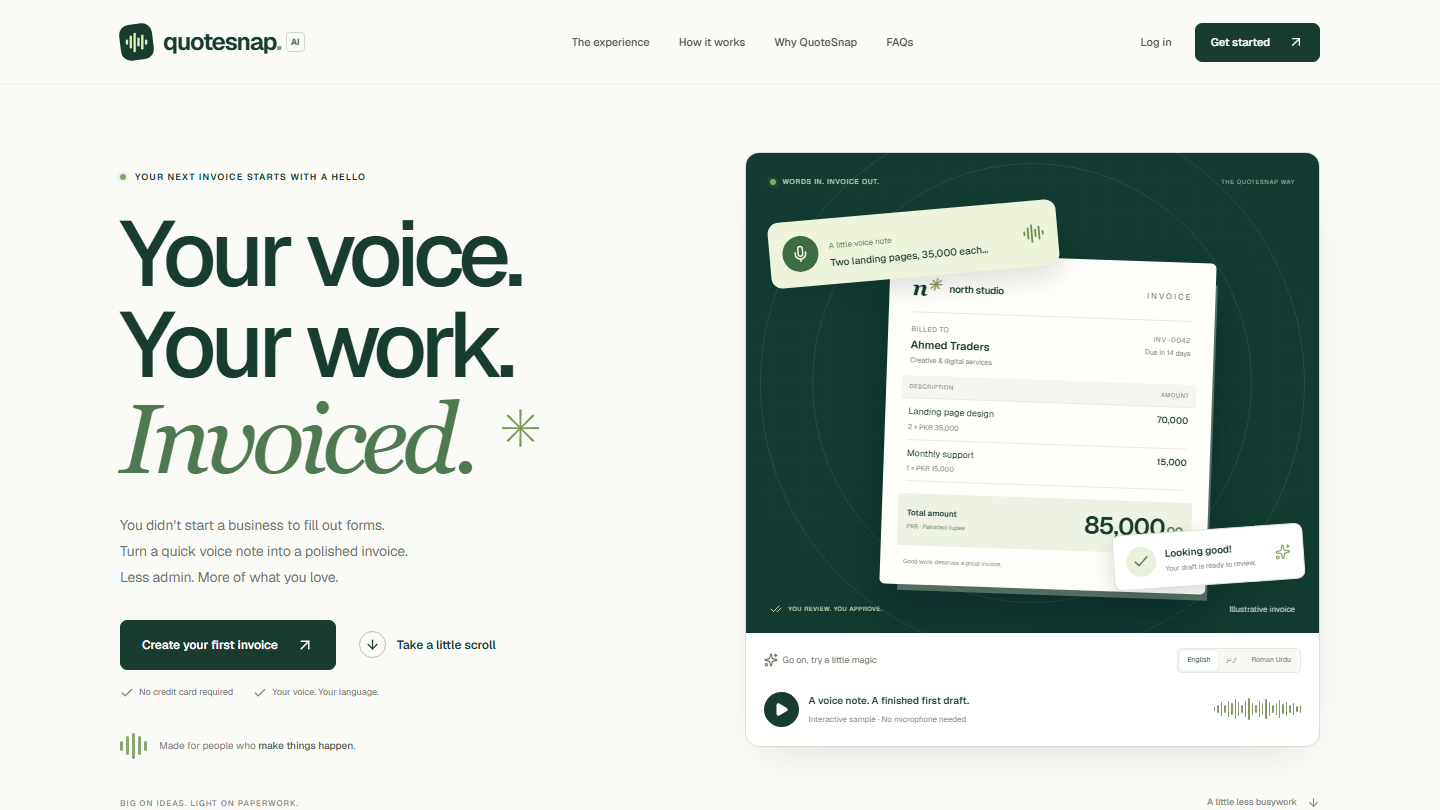 quotesnap. AI
The experience
How it works
Why QuoteSnap
FAQs
Log in
Get started
YOUR NEXT INVOICE STARTS WITH A HELLO
Your voice.
Your work.
Invoiced.
You didn't start a business to fill out forms.
Turn a quick voice note into a polished invoice.
Less admin. More of what you love.
Create your first invoice
Take a little scroll
No credit card required
Your voice. Your language.
Made for people who make things happen.
BIG ON IDEAS. LIGHT ON PAPERWORK.
WORDS IN. INVOICE OUT.
THE QUOTESNAP WAY
A little voice note
Two landing pages, 35,000 each...
n* north studio
INVOICE
BILLED TO
Ahmed Traders
Creative & digital services
INV-0042
Due in 14 days
DESCRIPTION
AMOUNT
Landing page design
70,000
2 × PKR 35,000
Monthly support
15,000
1 × PKR 15,000
Total amount
PKR · Pakistani rupee
85,000
Good work deserves a great invoice.
Looking good!
Your draft is ready to review.
YOU REVIEW. YOU APPROVE.
Illustrative invoice
Go on, try a little magic
English
اردو
Roman Urdu
A voice note. A finished first draft.
Interactive sample · No microphone needed
A little less busywork